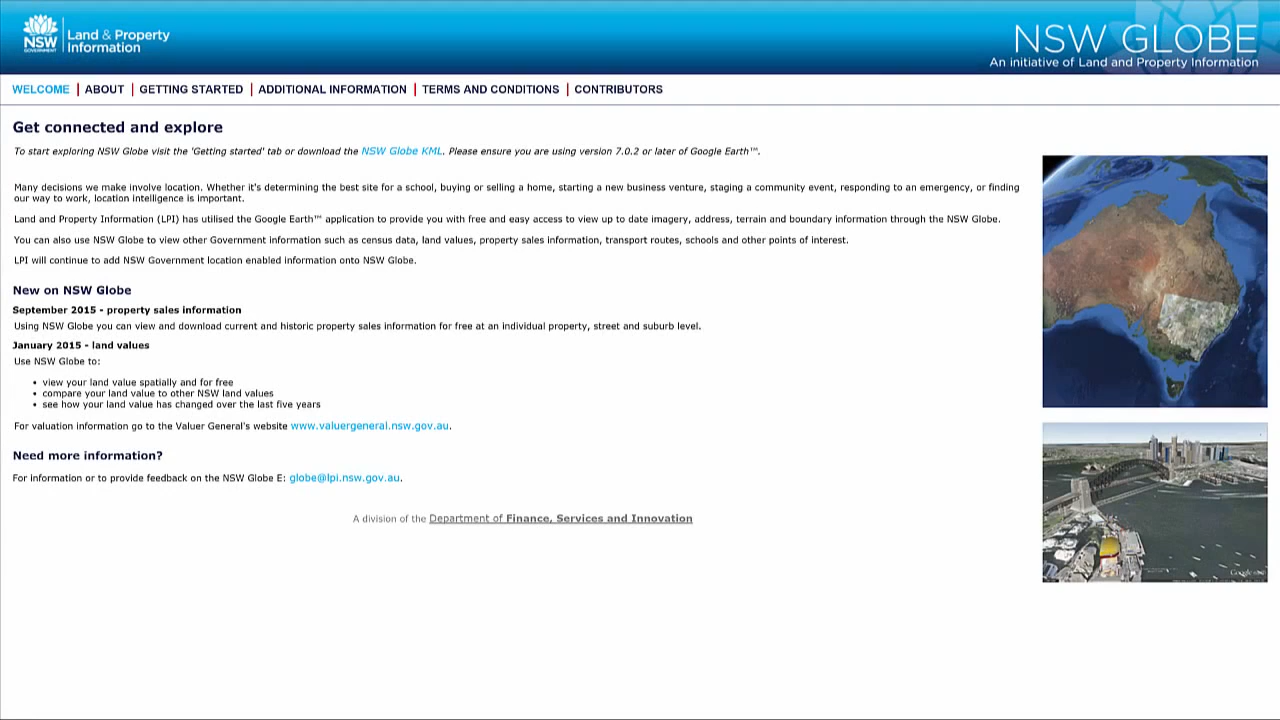 NSW GOVERNMENT
Land & Property
Information
NSW GLOBE
An initiative of Land and Property Information
WELCOME | ABOUT | GETTING STARTED | ADDITIONAL INFORMATION | TERMS AND CONDITIONS | CONTRIBUTORS
Get connected and explore
To start exploring NSW Globe visit the 'Getting started' tab or download the NSW Globe KML. Please ensure you are using version 7.0.2 or later of Google Earth™.
Many decisions we make involve location. Whether it's determining the best site for a school, buying or selling a home, starting a new business venture, staging a community event, responding to an emergency, or finding
our way to work, location intelligence is important.
Land and Property Information (LPI) has utilised the Google Earth™ application to provide you with free and easy access to view up to date imagery, address, terrain and boundary information through the NSW Globe.
You can also use NSW Globe to view other Government information such as census data, land values, property sales information, transport routes, schools and other points of interest.
LPI will continue to add NSW Government location enabled information onto NSW Globe.
New on NSW Globe
September 2015 - property sales information
Using NSW Globe you can view and download current and historic property sales information for free at an individual property, street and suburb level.
January 2015 - land values
Use NSW Globe to:
• view your land value spatially and for free
• compare your land value to other NSW land values
• see how your land value has changed over the last five years
For valuation information go to the Valuer General's website www.valuergeneral.nsw.gov.au.
Need more information?
For information or to provide feedback on the NSW Globe E: globe@lpi.nsw.gov.au.
A division of the Department of Finance, Services and Innovation
Google earth